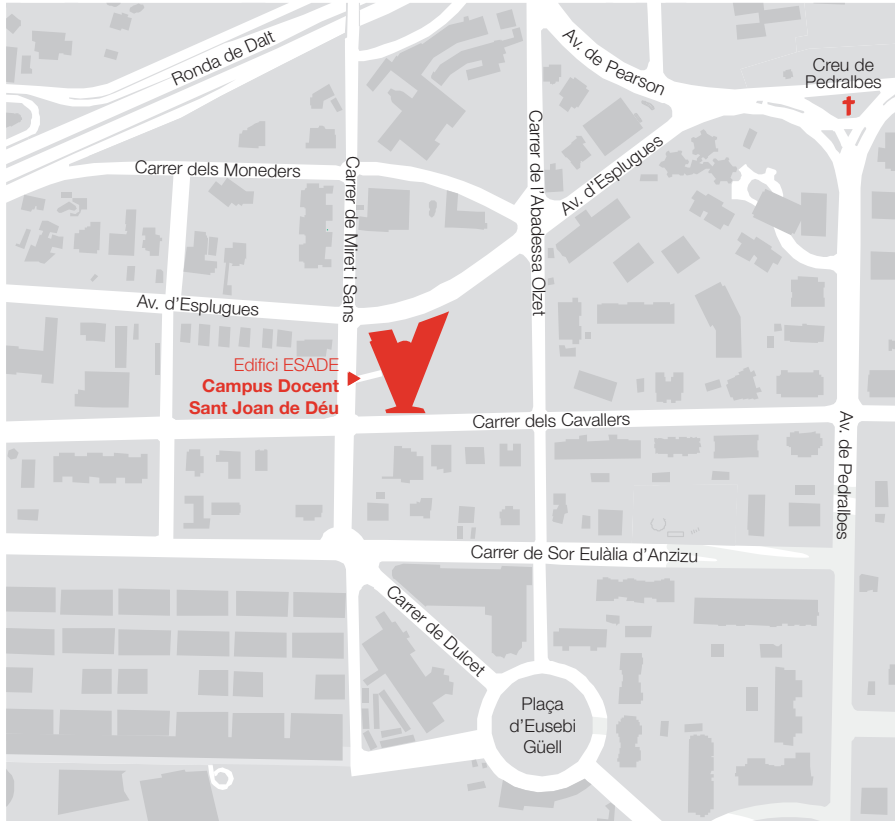 Ronda de Dalt
Av. de Pearson
Creu de
Pedralbes
Carrer dels Moneders
Carrer de Miret i Sans
Carrer de l'Abadessa Olzet
Av. d'Esplugues
Av. d'Esplugues
Edifici ESADE
Campus Docent
Sant Joan de Déu
Carrer dels Cavallers
Av. de Pedralbes
Carrer de Sor Eulàlia d'Anzizu
Carrer de Dulcet
Plaça
d'Eusebi
Güell